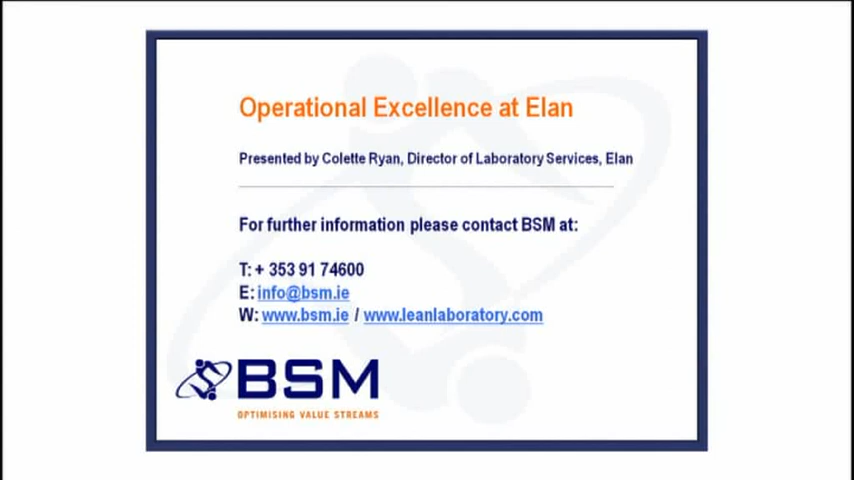 Operational Excellence at Elan
Presented by Colette Ryan, Director of Laboratory Services, Elan
For further information please contact BSM at:
T: + 353 91 74600
E: info@bsm.ie
W: www.bsm.ie / www.leanlaboratory.com
BSM
OPTIMISING VALUE STREAMS